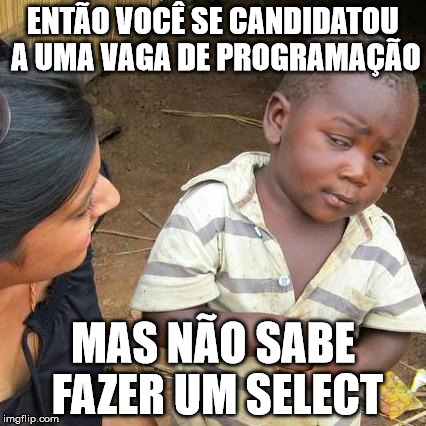 ENTÃO VOCÊ SE CANDIDATOU
A UMA VAGA DE PROGRAMAÇÃO
MAS NÃO SABE
FAZER UM SELECT
imgflip.com